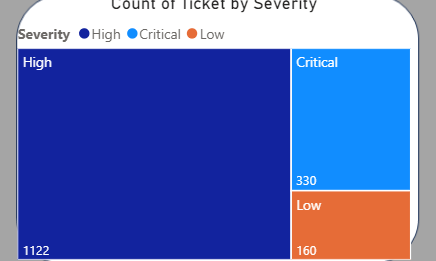 Count of Ticket by Severity
Severity High Critical Low
High
Critical
330
Low
1122
160